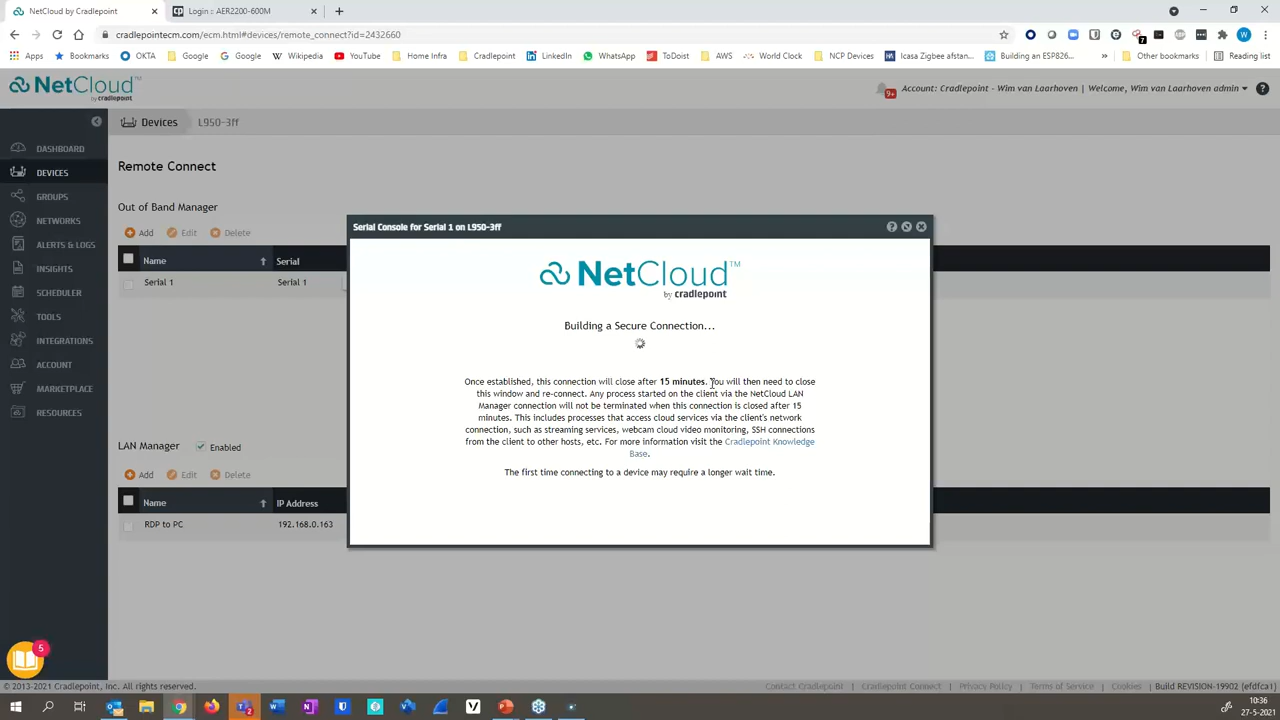 NetCloud by Cradlepoint
Login :: AER2200-600M
cradlepointecm.com/ecm.html#devices/remote_connect?id=2432660
Apps Bookmarks OKTA Google Google Wikipedia YouTube Home Infra Cradlepoint LinkedIn WhatsApp ToDoist AWS World Clock NCP Devices Icasa Zigbee afstan... Building an ESP826... » Other bookmarks Reading list
NetCloud™
by cradlepoint
9+ Account: Cradlepoint - Wim van Laarhoven | Welcome, Wim van Laarhoven admin
Devices L950-3ff
DASHBOARD
DEVICES
GROUPS
NETWORKS
ALERTS & LOGS
INSIGHTS
SCHEDULER
TOOLS
INTEGRATIONS
ACCOUNT
MARKETPLACE
RESOURCES
Remote Connect
Out of Band Manager
Add Edit Delete
Name Serial
Serial 1 Serial 1
LAN Manager Enabled
Add Edit Delete
Name IP Address
RDP to PC 192.168.0.163
Serial Console for Serial 1 on L950-3ff
NetCloud™
by cradlepoint
Building a Secure Connection...
Once established, this connection will close after 15 minutes. You will then need to close
this window and re-connect. Any process started on the client via the NetCloud LAN
Manager connection will not be terminated when this connection is closed after 15
minutes. This includes processes that access cloud services via the client's network
connection, such as streaming services, webcam cloud video monitoring, SSH connections
from the client to other hosts, etc. For more information visit the Cradlepoint Knowledge
Base.
The first time connecting to a device may require a longer wait time.
5
© 2013-2021 Cradlepoint, Inc. All rights reserved.
Contact Cradlepoint | Cradlepoint Connect | Privacy Policy | Terms of Service | Cookies | Build REVISION-19902 (efdfca1)
10:36
27-5-2021